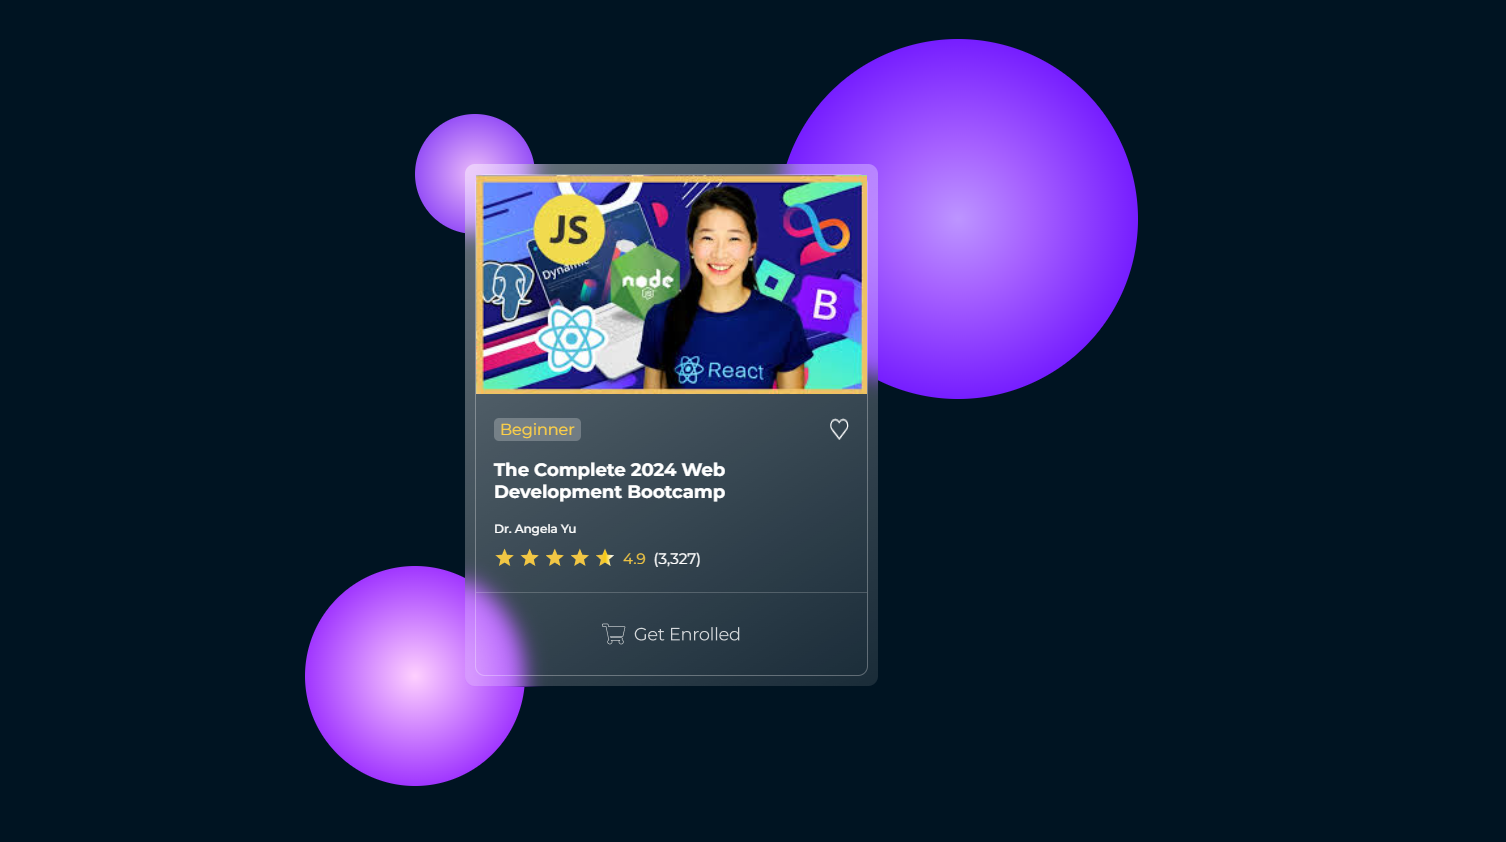 JS
Dynamic
node
JS
B
React
Beginner
The Complete 2024 Web
Development Bootcamp
Dr. Angela Yu
4.9 (3,327)
Get Enrolled